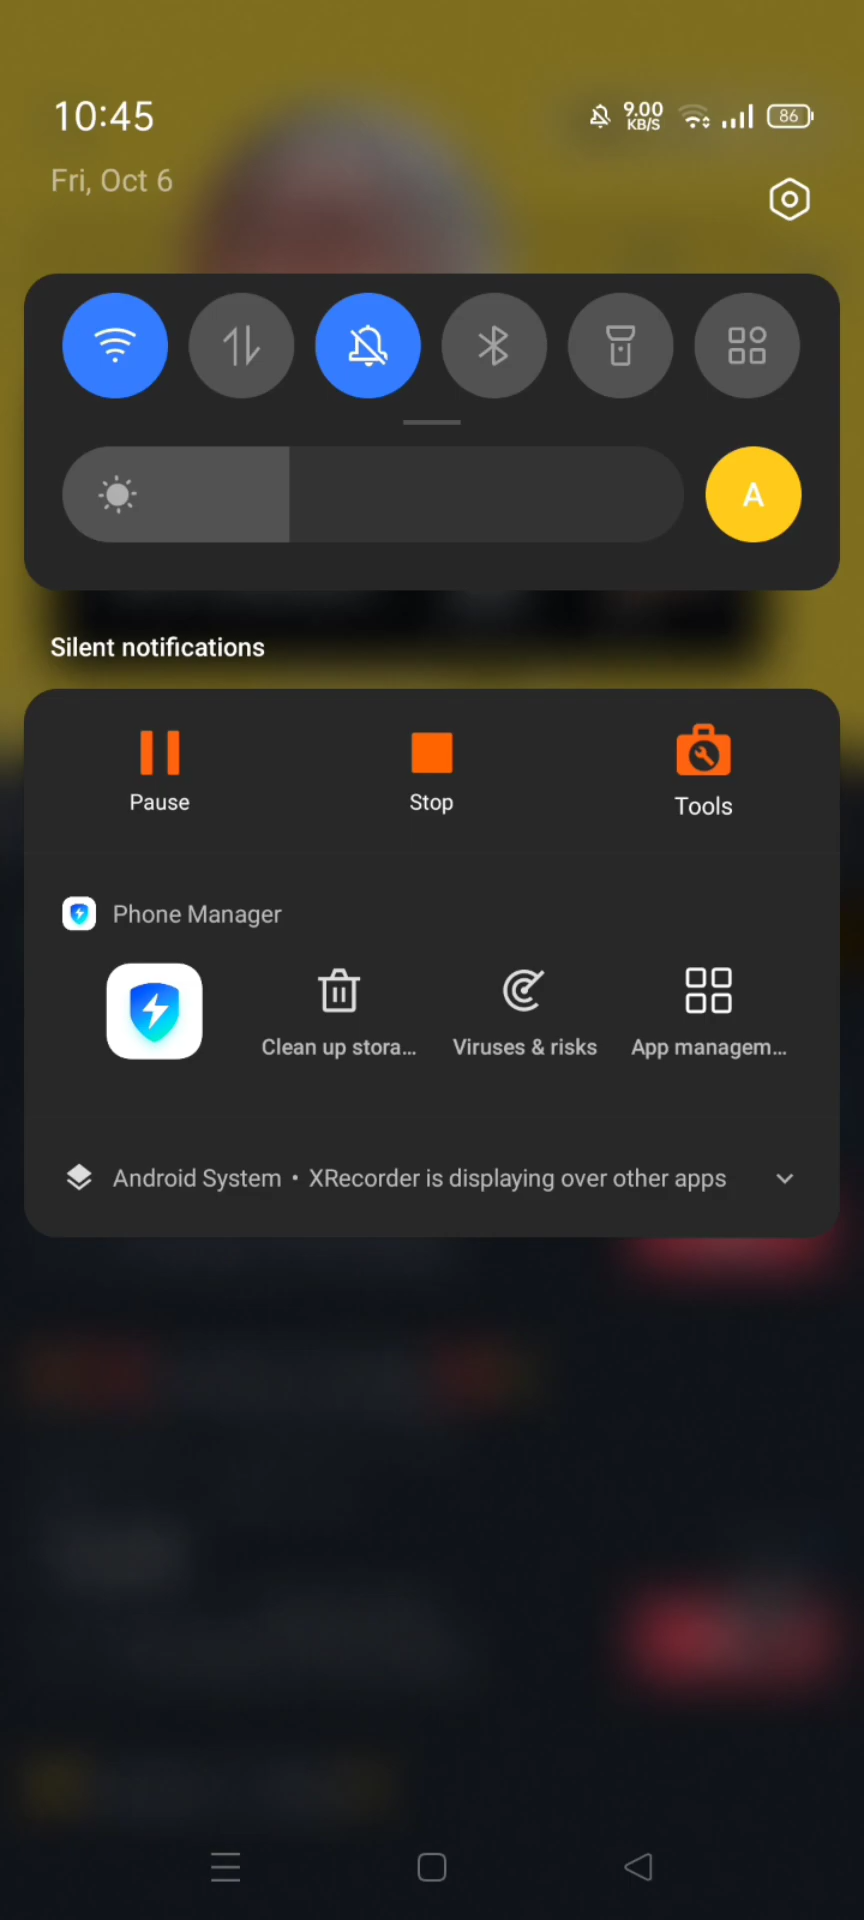 10:45
9.00
KB/S
86
Fri, Oct 6
A
Silent notifications
Pause
Stop
Tools
Phone Manager
Clean up stora...
Viruses & risks
App managem...
Android System • XRecorder is displaying over other apps